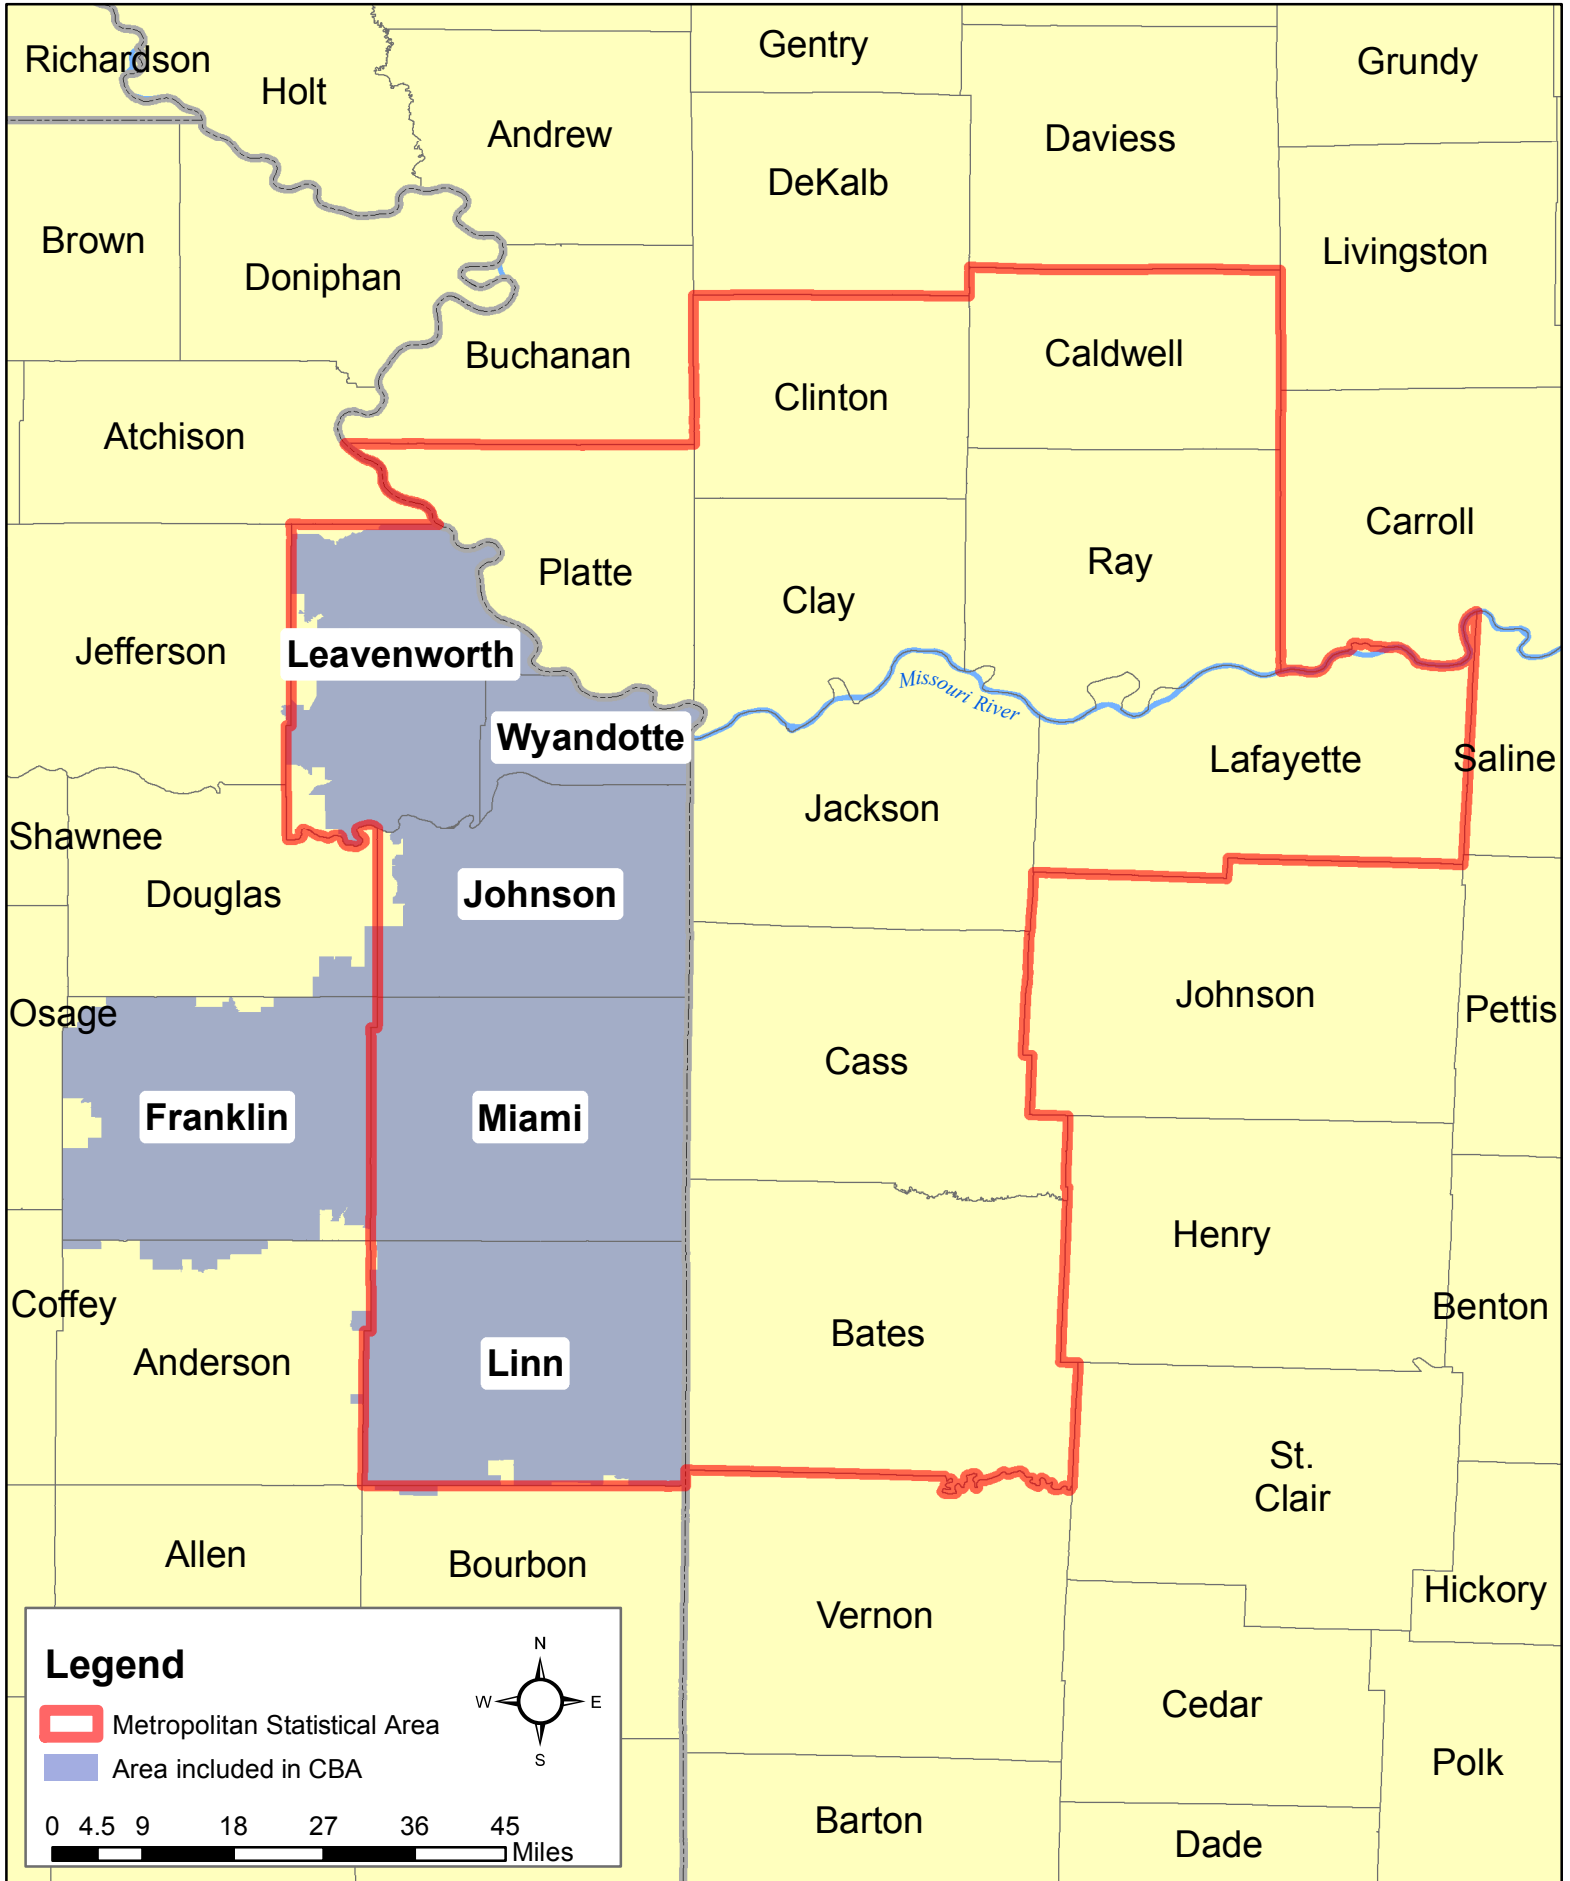 Gentry
Grundy
Richardson
Holt
Andrew
Daviess
DeKalb
Brown
Livingston
Doniphan
Buchanan
Caldwell
Clinton
Atchison
Carroll
Ray
Platte
Clay
Jefferson
Leavenworth
Missouri River
Wyandotte
Lafayette
Saline
Jackson
Shawnee
Douglas
Johnson
Johnson
Pettis
Osage
Cass
Franklin
Miami
Henry
Coffey
Benton
Bates
Anderson
Linn
St.
Clair
Allen
Bourbon
Hickory
Vernon
Cedar
Polk
Barton
Dade
Legend
Metropolitan Statistical Area
Area included in CBA
N
W E
S
0 4.5 9 18 27 36 45
Miles